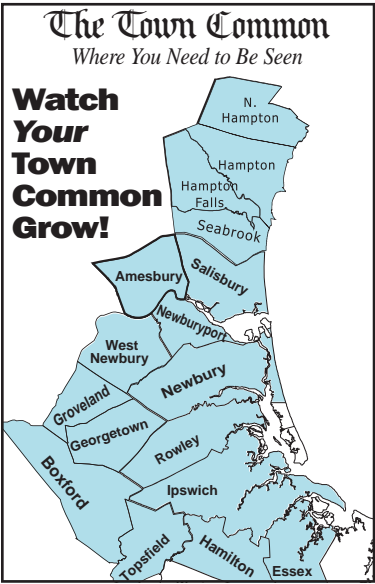 The Town Common
Where You Need to Be Seen
Watch
Your
Town
Common
Grow!
N.
Hampton
Hampton
Hampton
Falls
Seabrook
Amesbury
Salisbury
Newburyport
West
Newbury
Newbury
Groveland
Georgetown
Rowley
Boxford
Ipswich
Topsfield
Hamilton
Essex